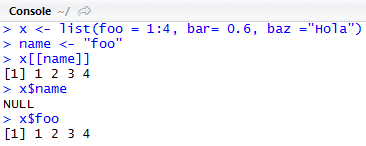 Console ~/
> x <- list(foo = 1:4, bar= 0.6, baz ="Hola")
> name <- "foo"
> x[[name]]
[1] 1 2 3 4
> x$name
NULL
> x$foo
[1] 1 2 3 4